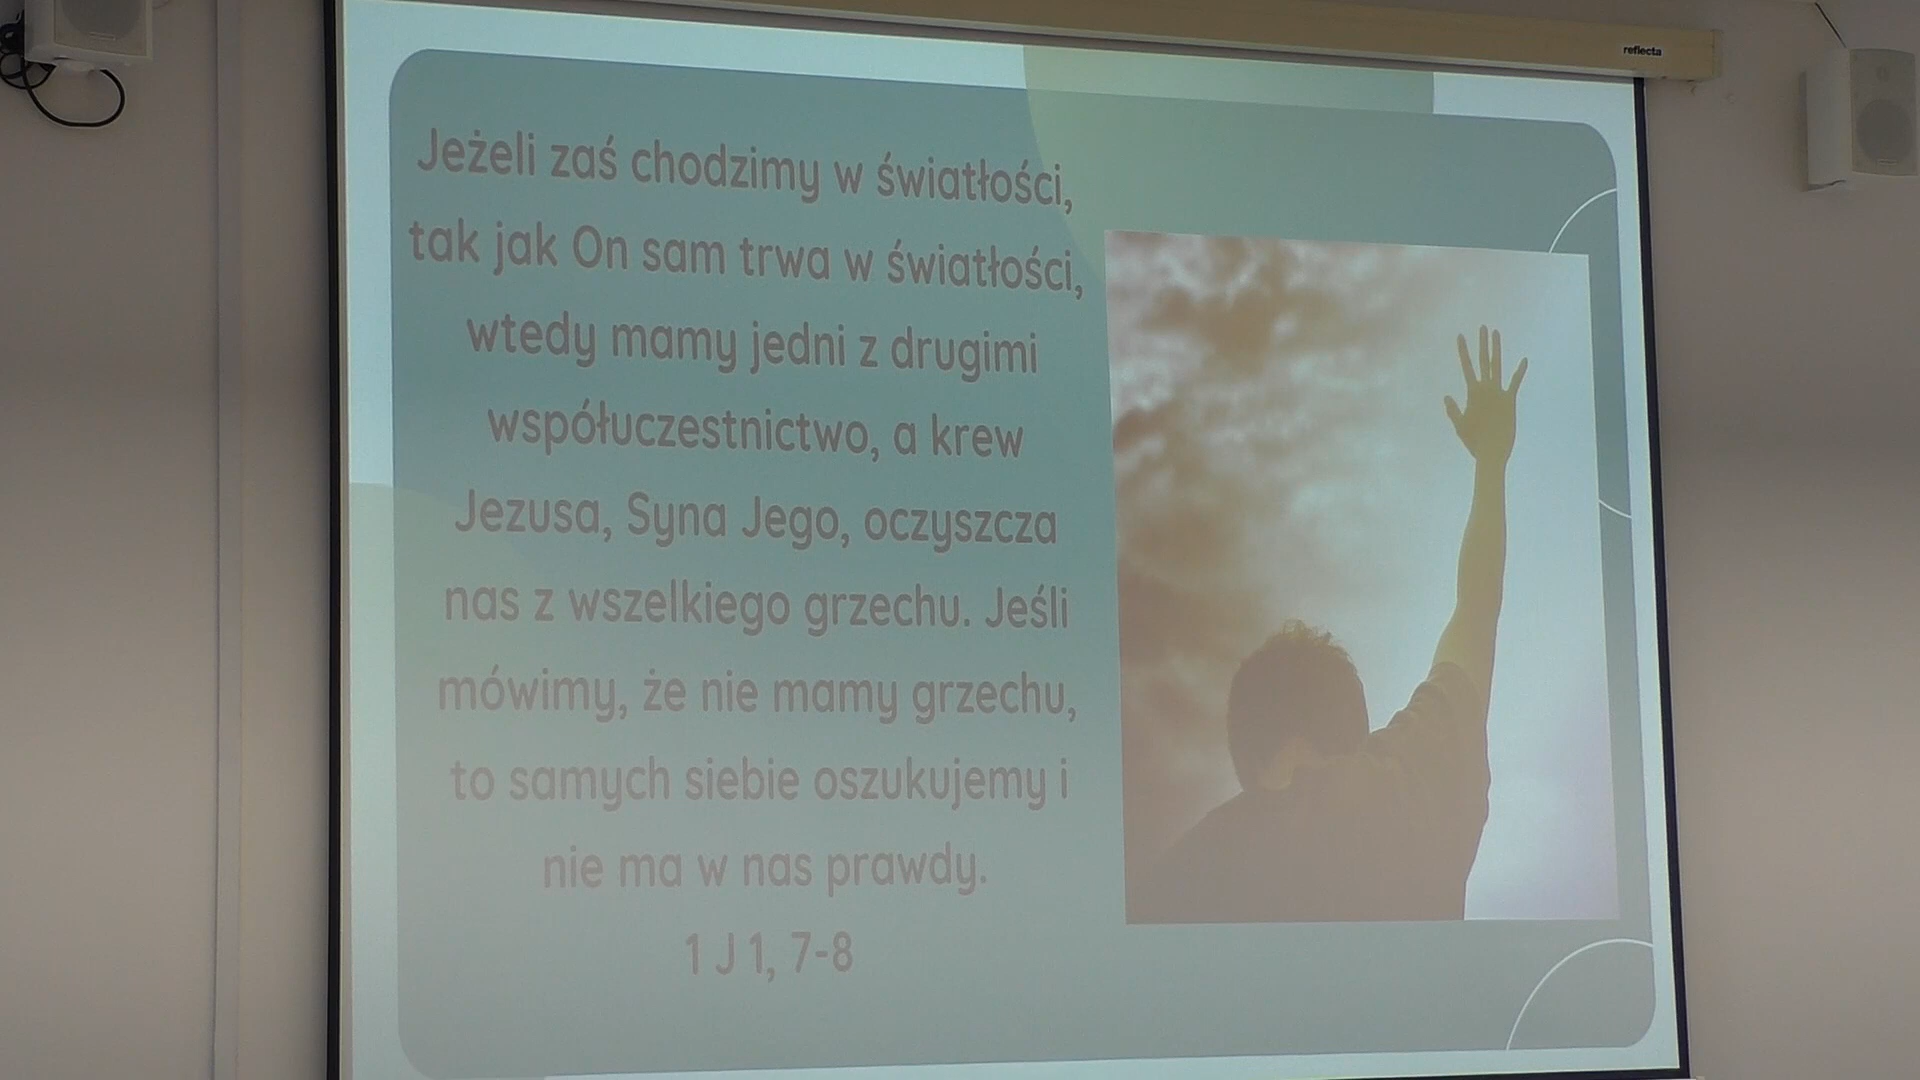 reflecta
Jeżeli zaś chodzimy w światłości,
tak jak On sam trwa w światłości,
wtedy mamy jedni z drugimi
współuczestnictwo, a krew
Jezusa, Syna Jego, oczyszcza
nas z wszelkiego grzechu. Jeśli
mówimy, że nie mamy grzechu,
to samych siebie oszukujemy i
nie ma w nas prawdy.
1 J 1, 7-8